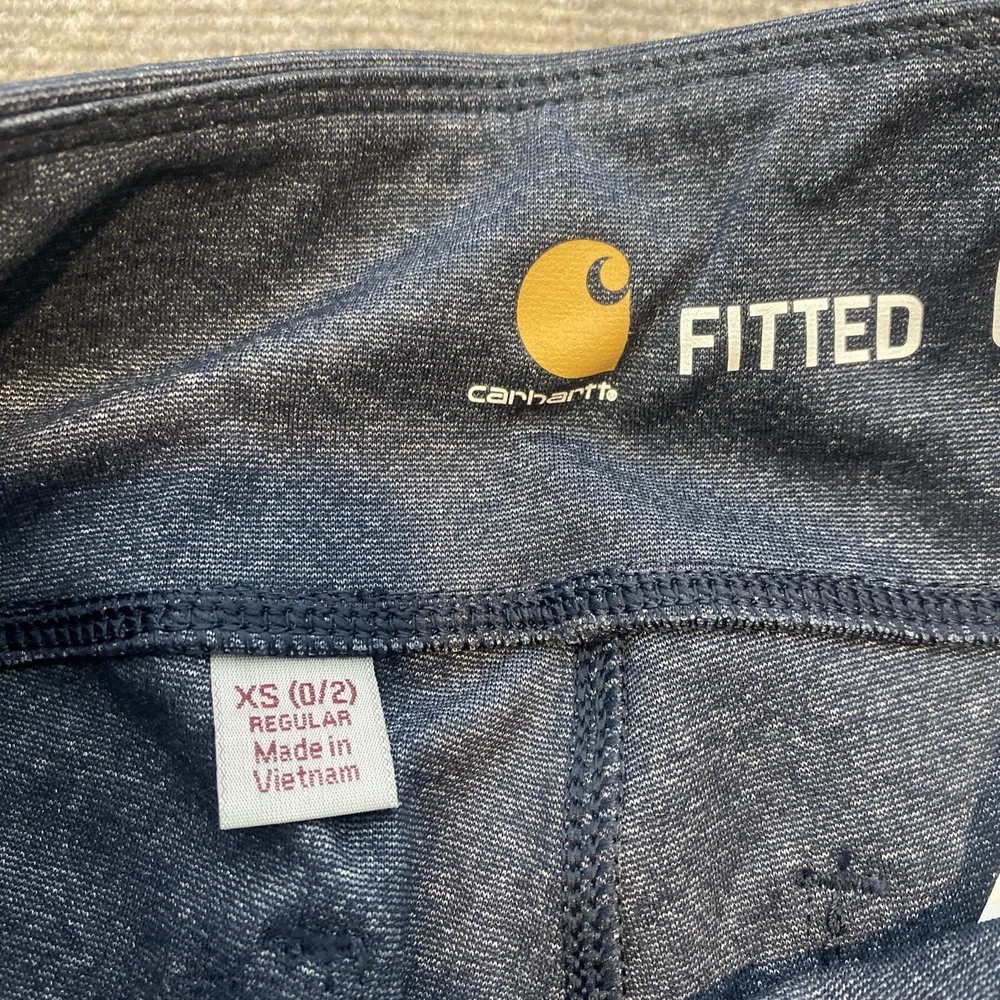 carhartt®
FITTED
XS (0/2)
REGULAR
Made in
Vietnam